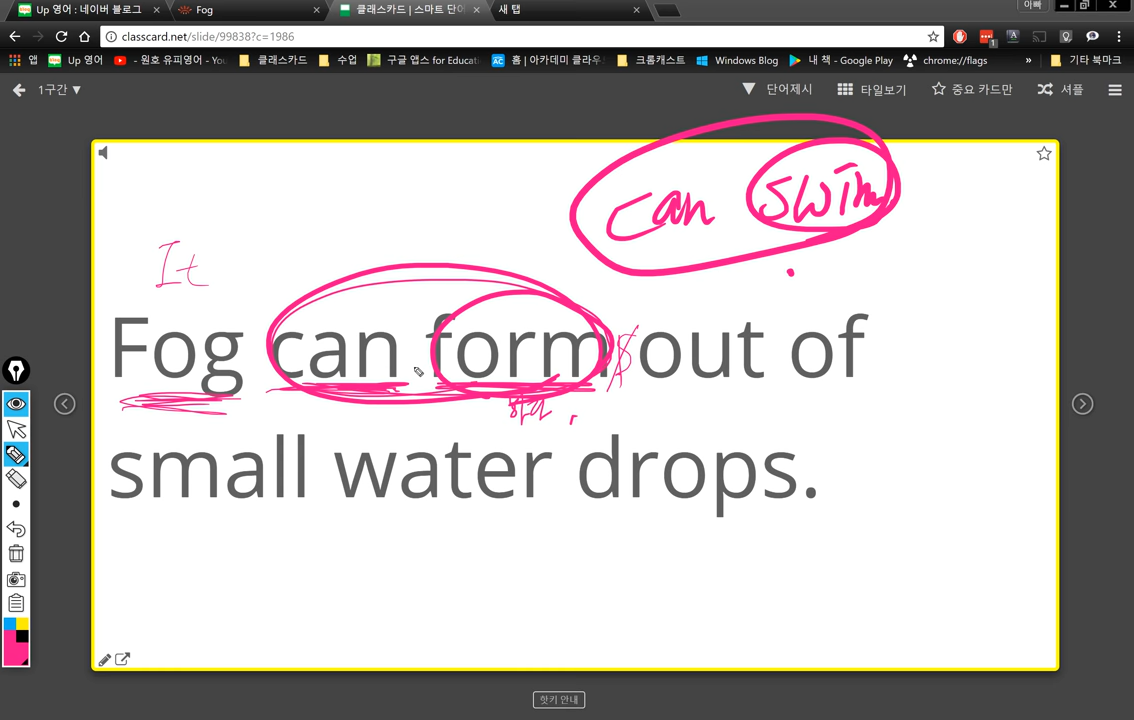 Up 영어 : 네이버 블로그
Fog
클래스카드 | 스마트 단어
새 탭
아빠
classcard.net/slide/99838?c=1986
앱
Up 영어
- 원호 유피영어 - You
클래스카드
수업
구글 앱스 for Educati
홈 | 아카데미 클라우
크롬캐스트
Windows Blog
내 책 - Google Play
chrome://flags
»
기타 북마크
1구간 ▼
단어제시
타일보기
중요 카드만
셔플
can swim
.
It
Fog can form out of
small water drops.
핫키 안내